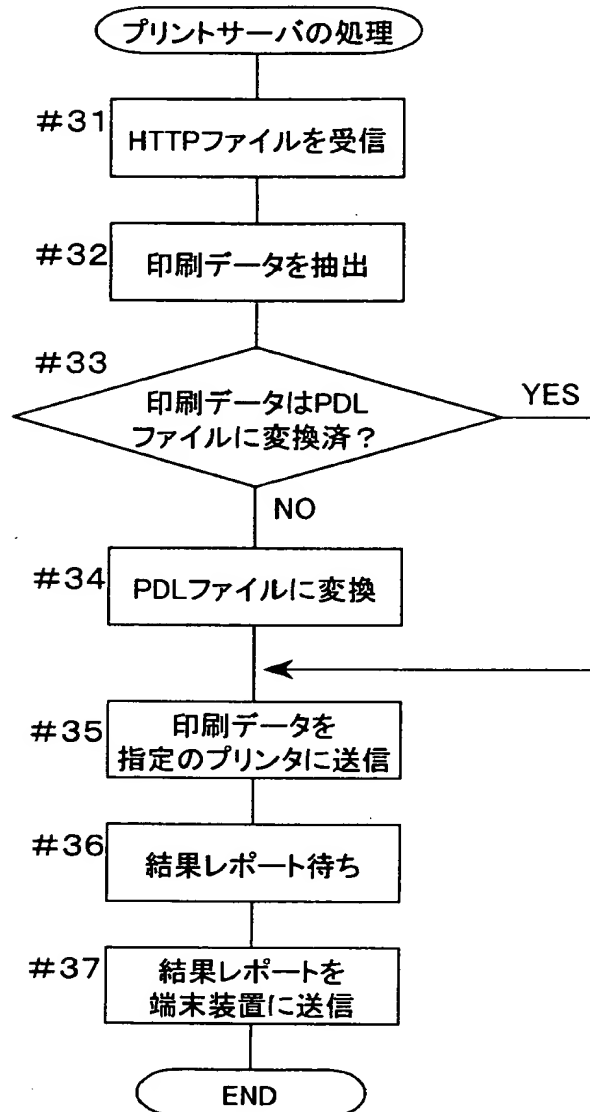 プリントサーバの処理
#31
HTTPファイルを受信
#32
印刷データを抽出
#33
印刷データはPDL
ファイルに変換済?
YES
NO
#34
PDLファイルに変換
#35
印刷データを
指定のプリンタに送信
#36
結果レポート待ち
#37
結果レポートを
端末装置に送信
END